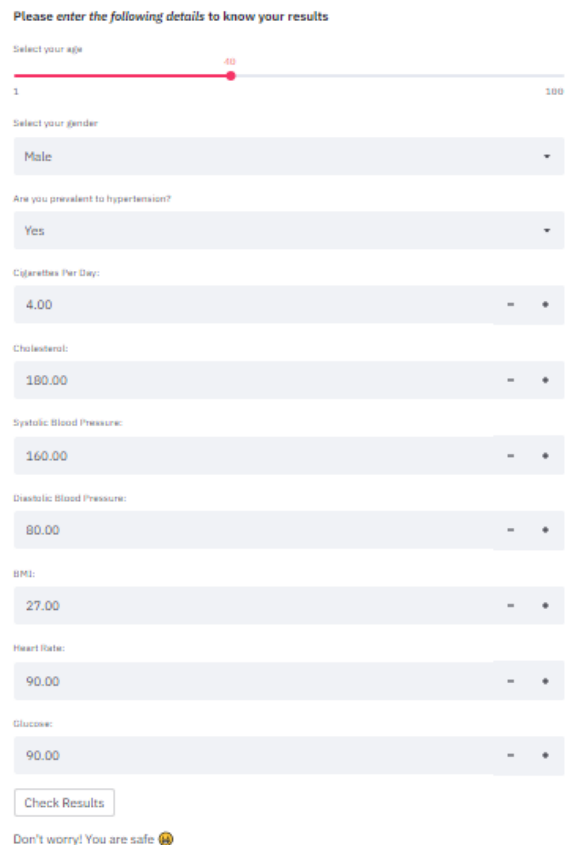 Please enter the following details to know your results
Select your age
40
1 100
Select your gender
Male
Are you prevalent to hypertension?
Yes
Cigarettes Per Day:
4.00
Cholesterol:
180.00
Systolic Blood Pressure:
160.00
Diastolic Blood Pressure:
80.00
BMI:
27.00
Heart Rate:
90.00
Glucose:
90.00
Check Results
Don't worry! You are safe 😀